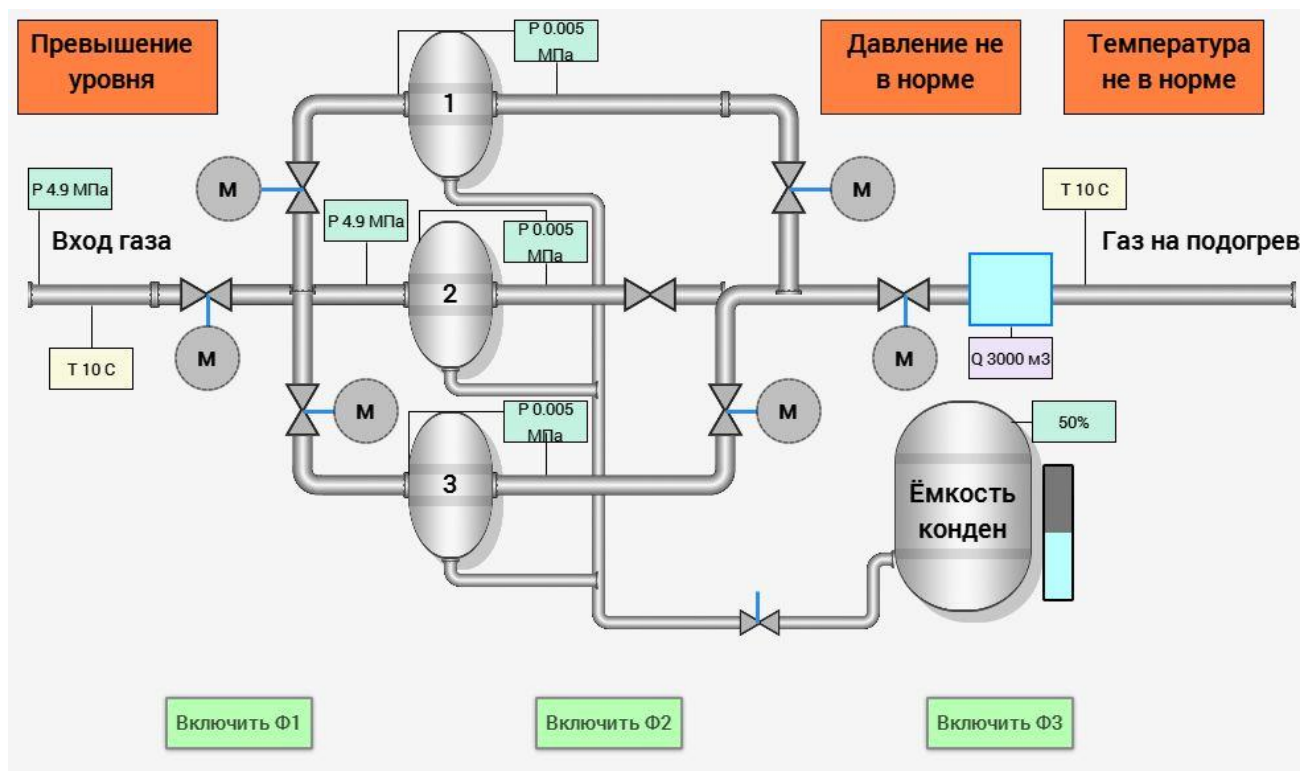 Превышение
уровня
P 0.005
МПа
Давление не
в норме
Температура
не в норме
1
M
M
P 4.9 МПа
T 10 C
P 4.9 МПа
P 0.005
МПа
Вход газа
Газ на подогрев
2
M
M
T 10 C
Q 3000 м3
M
P 0.005
МПа
M
50%
3
Ёмкость
конден
Включить Ф1
Включить Ф2
Включить Ф3